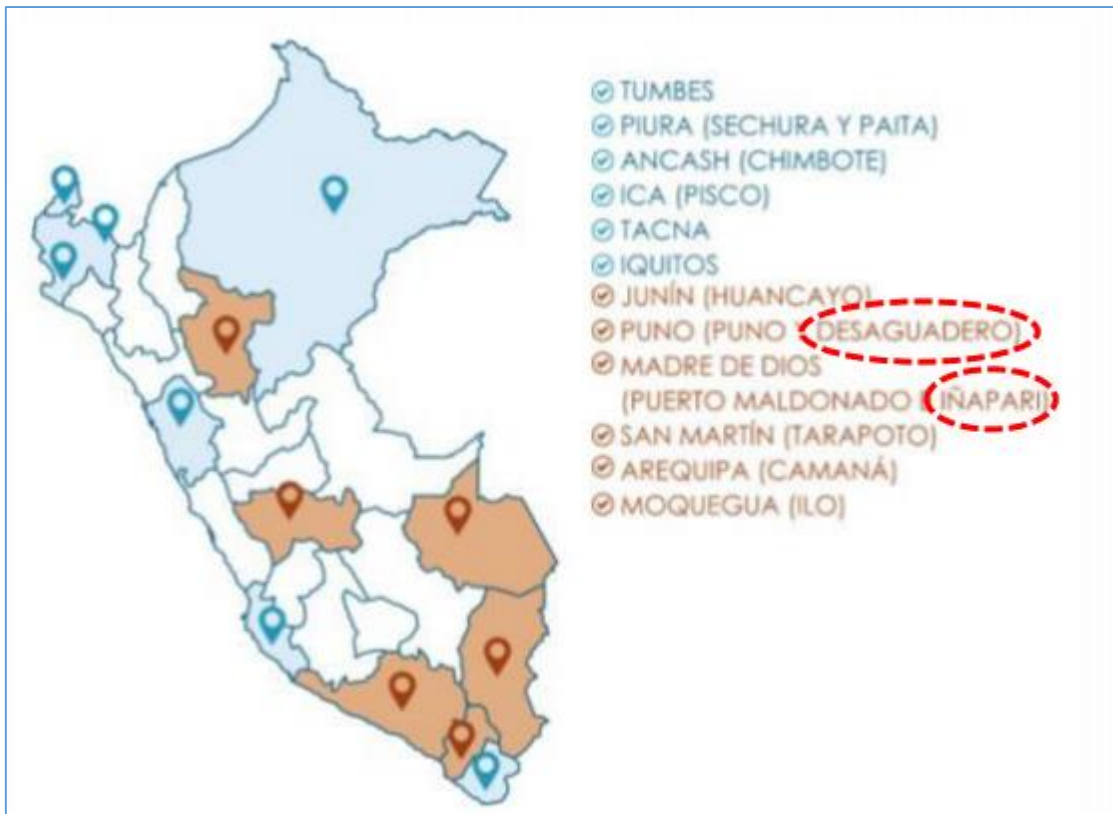 TUMBES
PIURA (SECHURA Y PAITA)
ANCASH (CHIMBOTE)
ICA (PISCO)
TACNA
IQUITOS
JUNÍN (HUANCAYO)
PUNO (PUNO Y DESAGUADERO)
MADRE DE DIOS
(PUERTO MALDONADO E IÑAPARI)
SAN MARTÍN (TARAPOTO)
AREQUIPA (CAMANÁ)
MOQUEGUA (ILO)